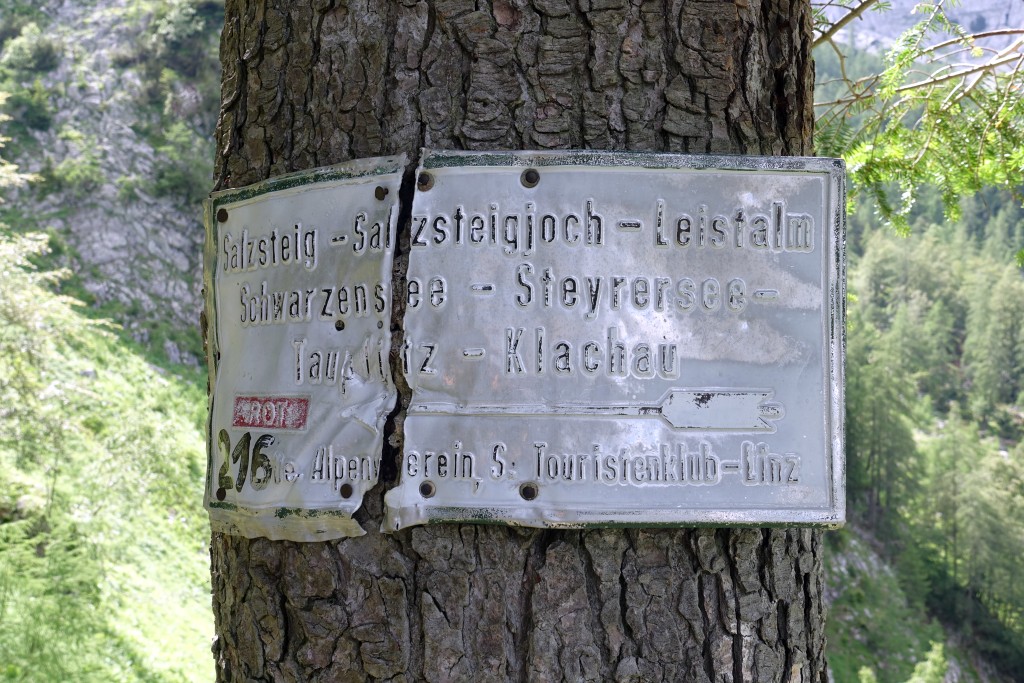 Salzsteig - Salzsteigjoch - Leistalm
Schwarzensee - Steyrersee -
Tauplitz - Klachau
ROT
216 Alpenverein, S. Touristenklub-Linz